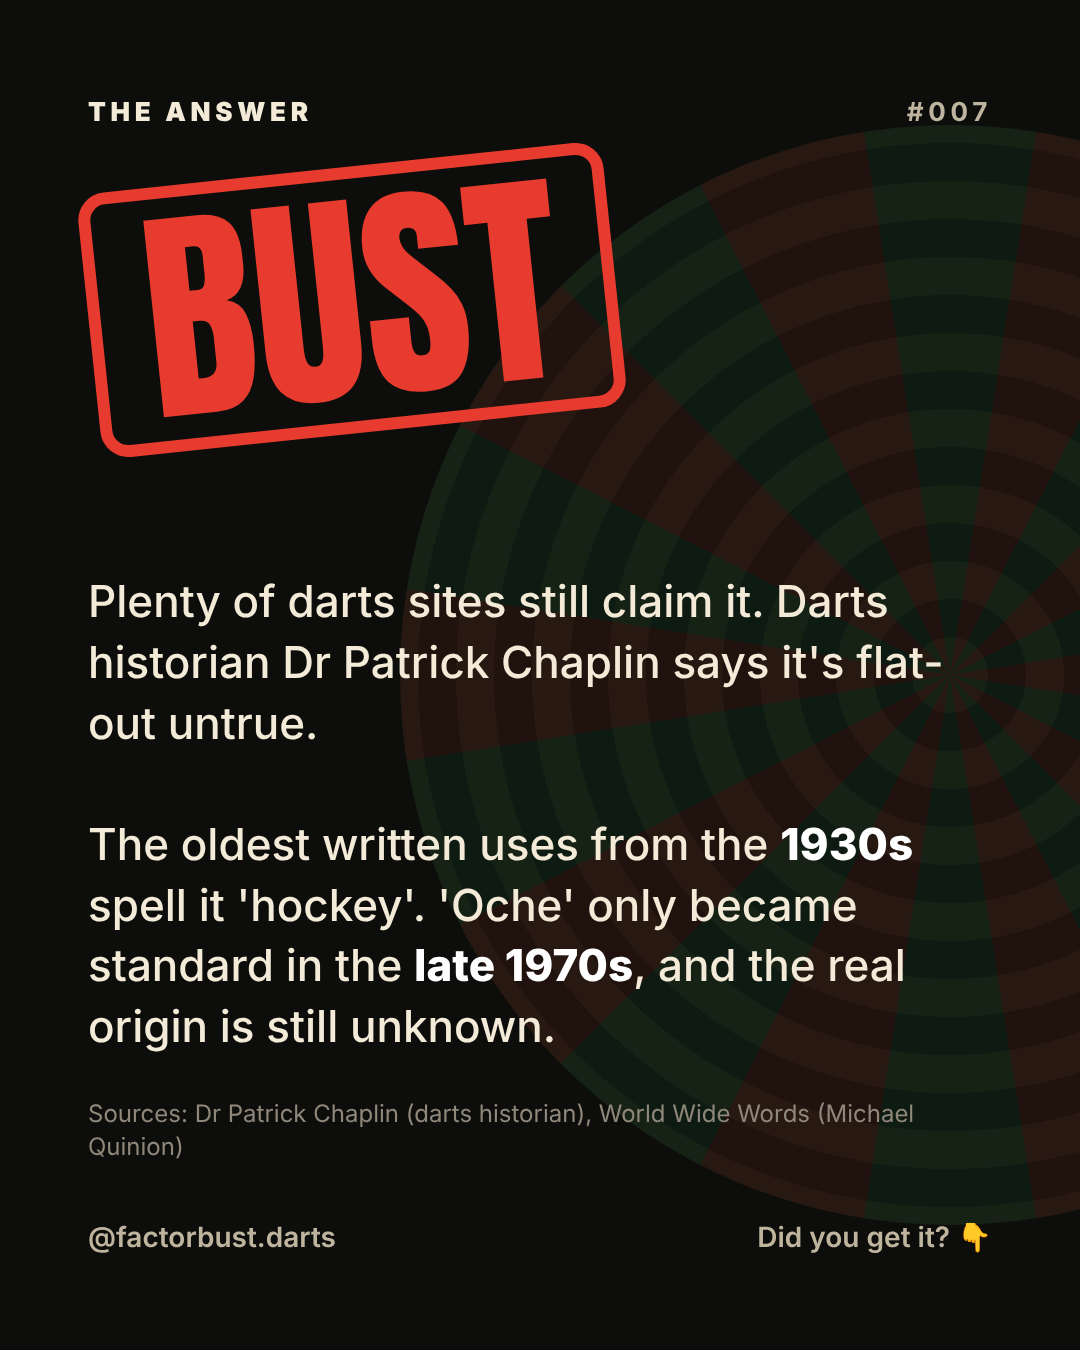 THE ANSWER
#007
BUST
Plenty of darts sites still claim it. Darts
historian Dr Patrick Chaplin says it's flat-
out untrue.
The oldest written uses from the 1930s
spell it 'hockey'. 'Oche' only became
standard in the late 1970s, and the real
origin is still unknown.
Sources: Dr Patrick Chaplin (darts historian), World Wide Words (Michael
Quinion)
@factorbust.darts
Did you get it? 👇